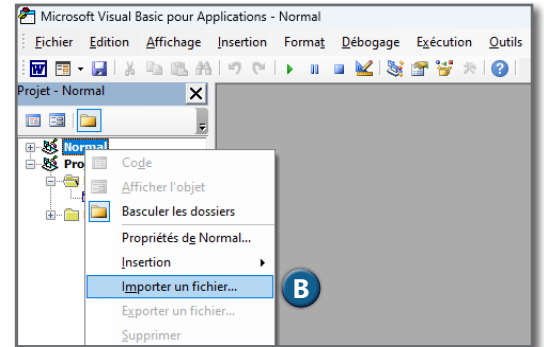 Microsoft Visual Basic pour Applications - Normal
Fichier Edition Affichage Insertion Format Débogage Exécution Outils
Projet - Normal
Normal
Pro
Code
Afficher l'objet
Basculer les dossiers
Propriétés de Normal...
Insertion
Importer un fichier...
B
Exporter un fichier...
Supprimer